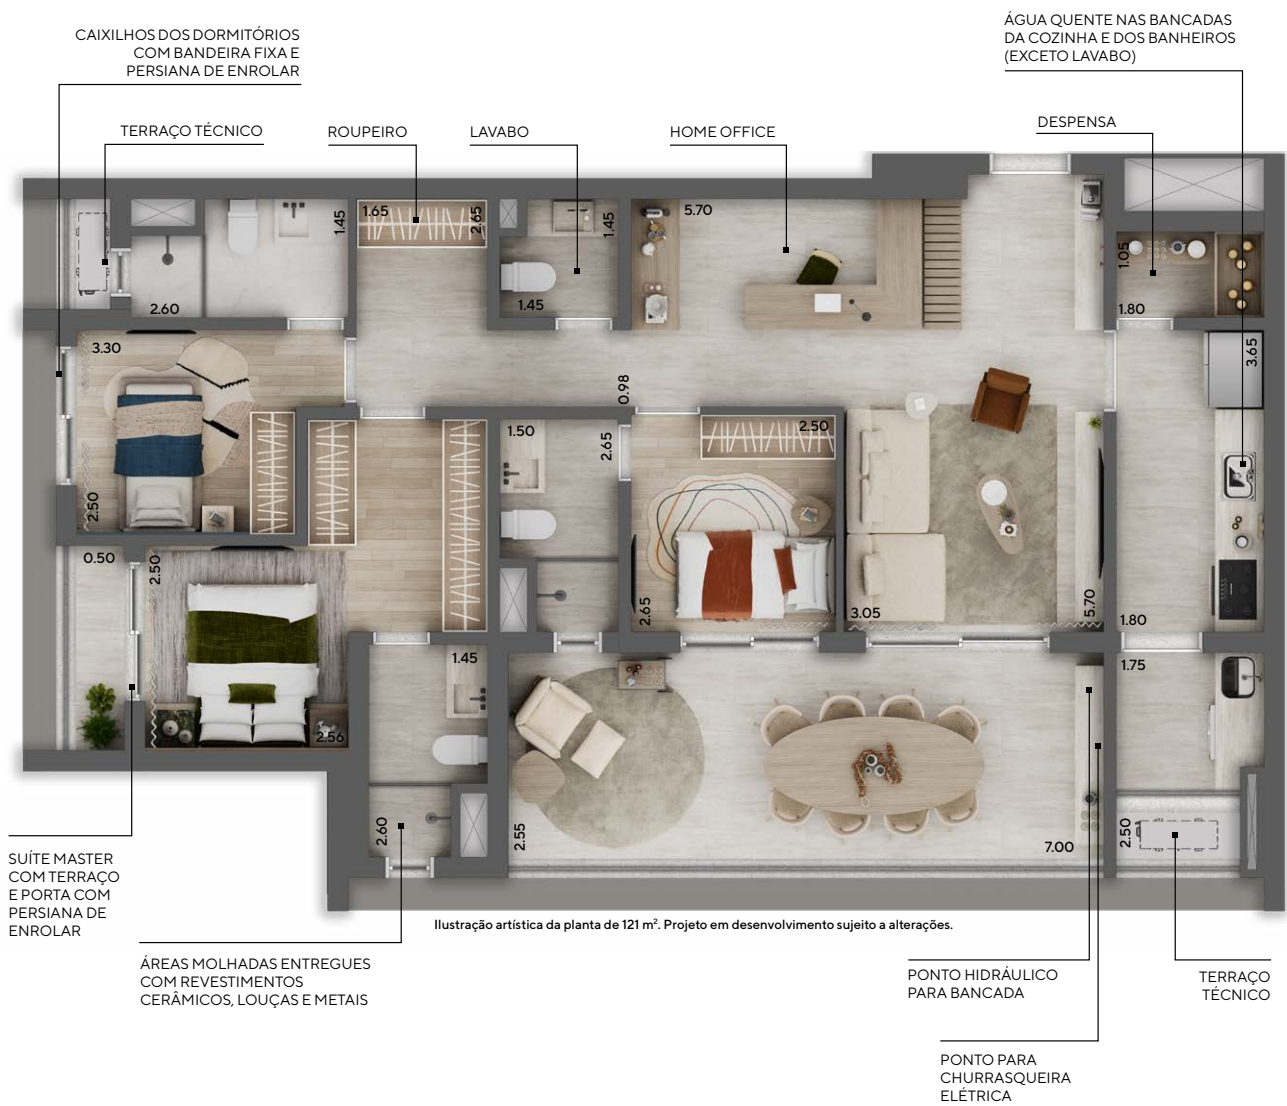 ÁGUA QUENTE NAS BANCADAS
DA COZINHA E DOS BANHEIROS
(EXCETO LAVABO)
CAIXILHOS DOS DORMITÓRIOS
COM BANDEIRA FIXA E
PERSIANA DE ENROLAR
TERRAÇO TÉCNICO
ROUPEIRO
LAVABO
HOME OFFICE
DESPENSA
1.45
1.65
2.65
1.45
5.70
1.05
2.60
1.45
1.80
3.30
3.65
0.98
1.50
2.65
2.50
2.50
0.50
2.50
2.65
3.05
5.70
1.80
1.45
1.75
2.56
2.60
2.55
7.00
2.50
SUÍTE MASTER
COM TERRAÇO
E PORTA COM
PERSIANA DE
ENROLAR
Ilustração artística da planta de 121 m². Projeto em desenvolvimento sujeito a alterações.
ÁREAS MOLHADAS ENTREGUES
COM REVESTIMENTOS
CERÂMICOS, LOUÇAS E METAIS
PONTO HIDRÁULICO
PARA BANCADA
TERRAÇO
TÉCNICO
PONTO PARA
CHURRASQUEIRA
ELÉTRICA